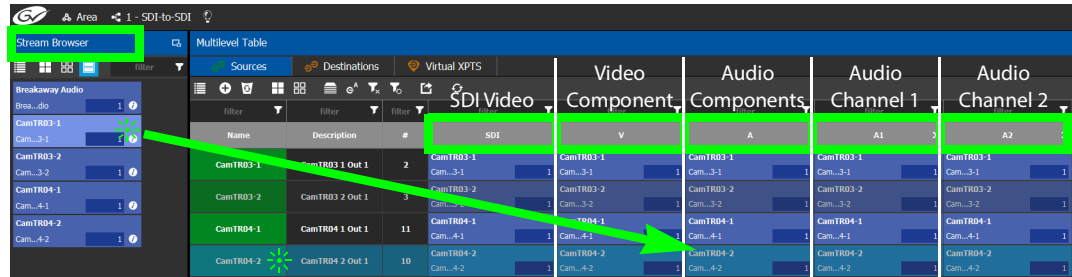 GV Area 1 - SDI-to-SDI
Stream Browser
filter
Breakaway Audio
Brea...dio 1
CamTR03-1
Cam...3-1 1
CamTR03-2
Cam...3-2 1
CamTR04-1
Cam...4-1 1
CamTR04-2
Cam...4-2 1
Multilevel Table
Sources Destinations Virtual XPTS
SDI Video
Video
Component
Audio
Components
Audio
Channel 1
Audio
Channel 2
filter filter filter filter filter filter filter filter
Name Description # SDI V A A1 A2
CamTR03-1 CamTR03 1 Out 1 2 CamTR03-1 CamTR03-1 CamTR03-1 CamTR03-1 CamTR03-1
Cam...3-1 1 Cam...3-1 1 Cam...3-1 1 Cam...3-1 1 Cam...3-1 1
CamTR03-2 CamTR03 2 Out 1 3 CamTR03-2 CamTR03-2 CamTR03-2 CamTR03-2 CamTR03-2
Cam...3-2 1 Cam...3-2 1 Cam...3-2 1 Cam...3-2 1 Cam...3-2 1
CamTR04-1 CamTR04 1 Out 1 11 CamTR04-1 CamTR04-1 CamTR04-1 CamTR04-1 CamTR04-1
Cam...4-1 1 Cam...4-1 1 Cam...4-1 1 Cam...4-1 1 Cam...4-1 1
CamTR04-2 CamTR04 2 Out 1 10 CamTR04-2 CamTR04-2 CamTR04-2 CamTR04-2 CamTR04-2
Cam...4-2 1 Cam...4-2 1 Cam...4-2 1 Cam...4-2 1 Cam...4-2 1